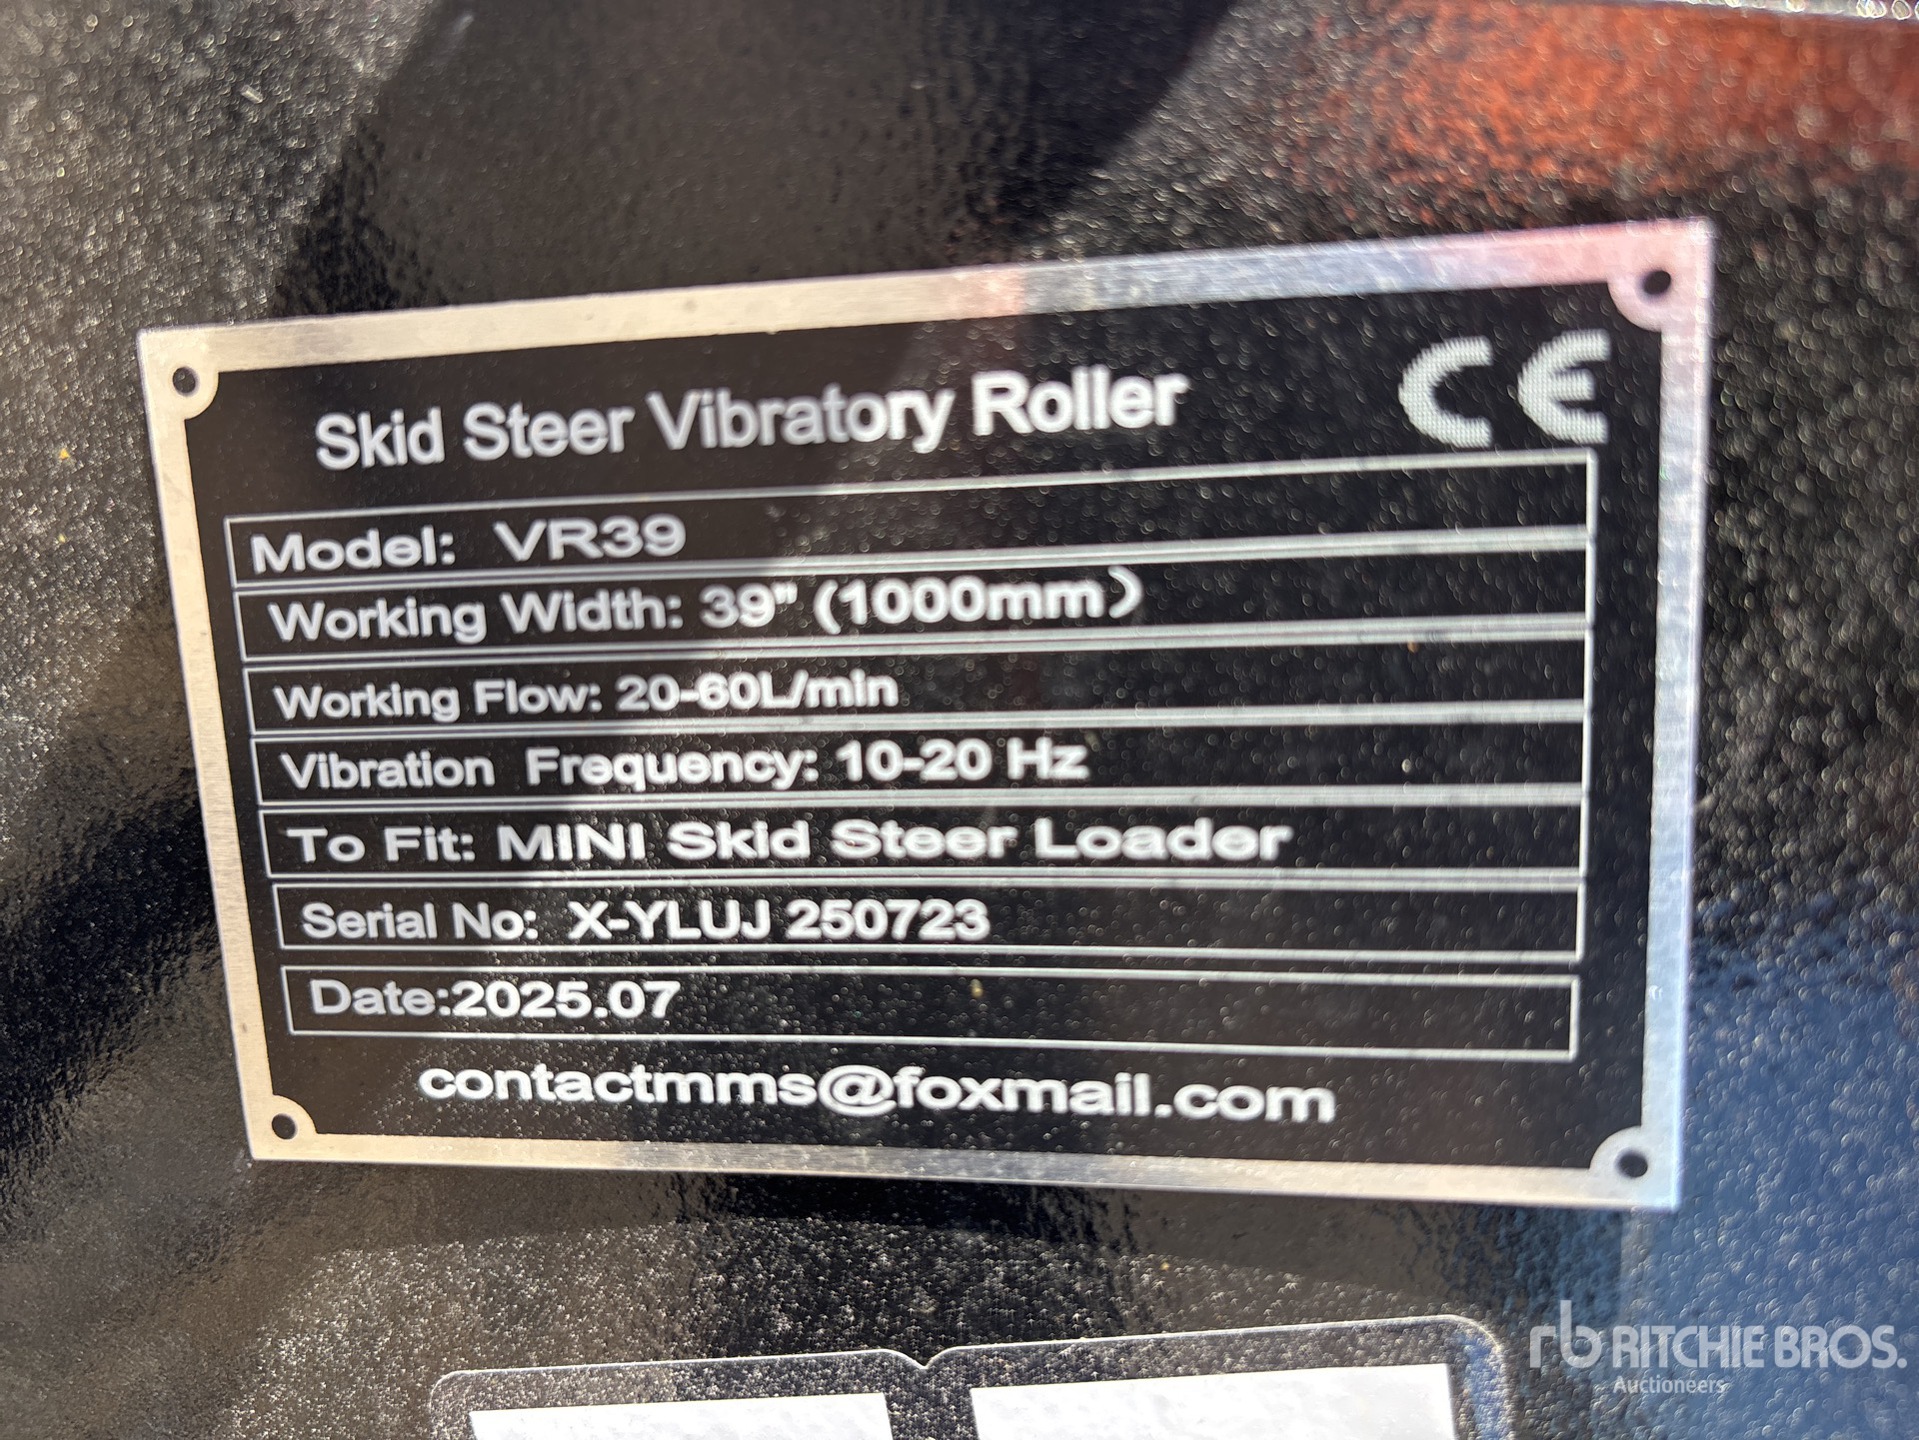 Skid Steer Vibratory Roller CE
Model: VR39
Working Width: 39" (1000mm)
Working Flow: 20-60L/min
Vibration Frequency: 10-20 Hz
To Fit: MINI Skid Steer Loader
Serial No: X-YLUJ 250723
Date:2025.07
contactmms@foxmail.com
rb RITCHIE BROS.
Auctioneers